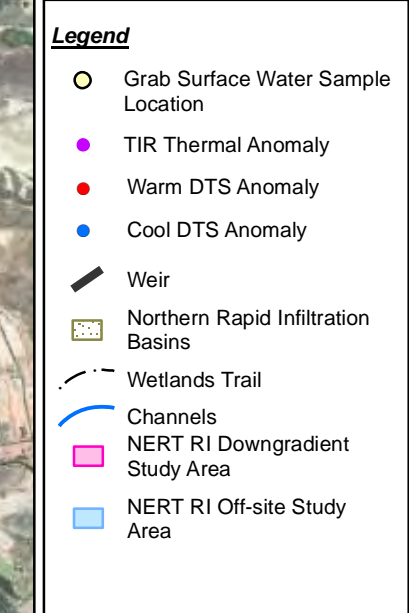 Legend
Grab Surface Water Sample
Location
TIR Thermal Anomaly
Warm DTS Anomaly
Cool DTS Anomaly
Weir
Northern Rapid Infiltration
Basins
Wetlands Trail
Channels
NERT RI Downgradient
Study Area
NERT RI Off-site Study
Area